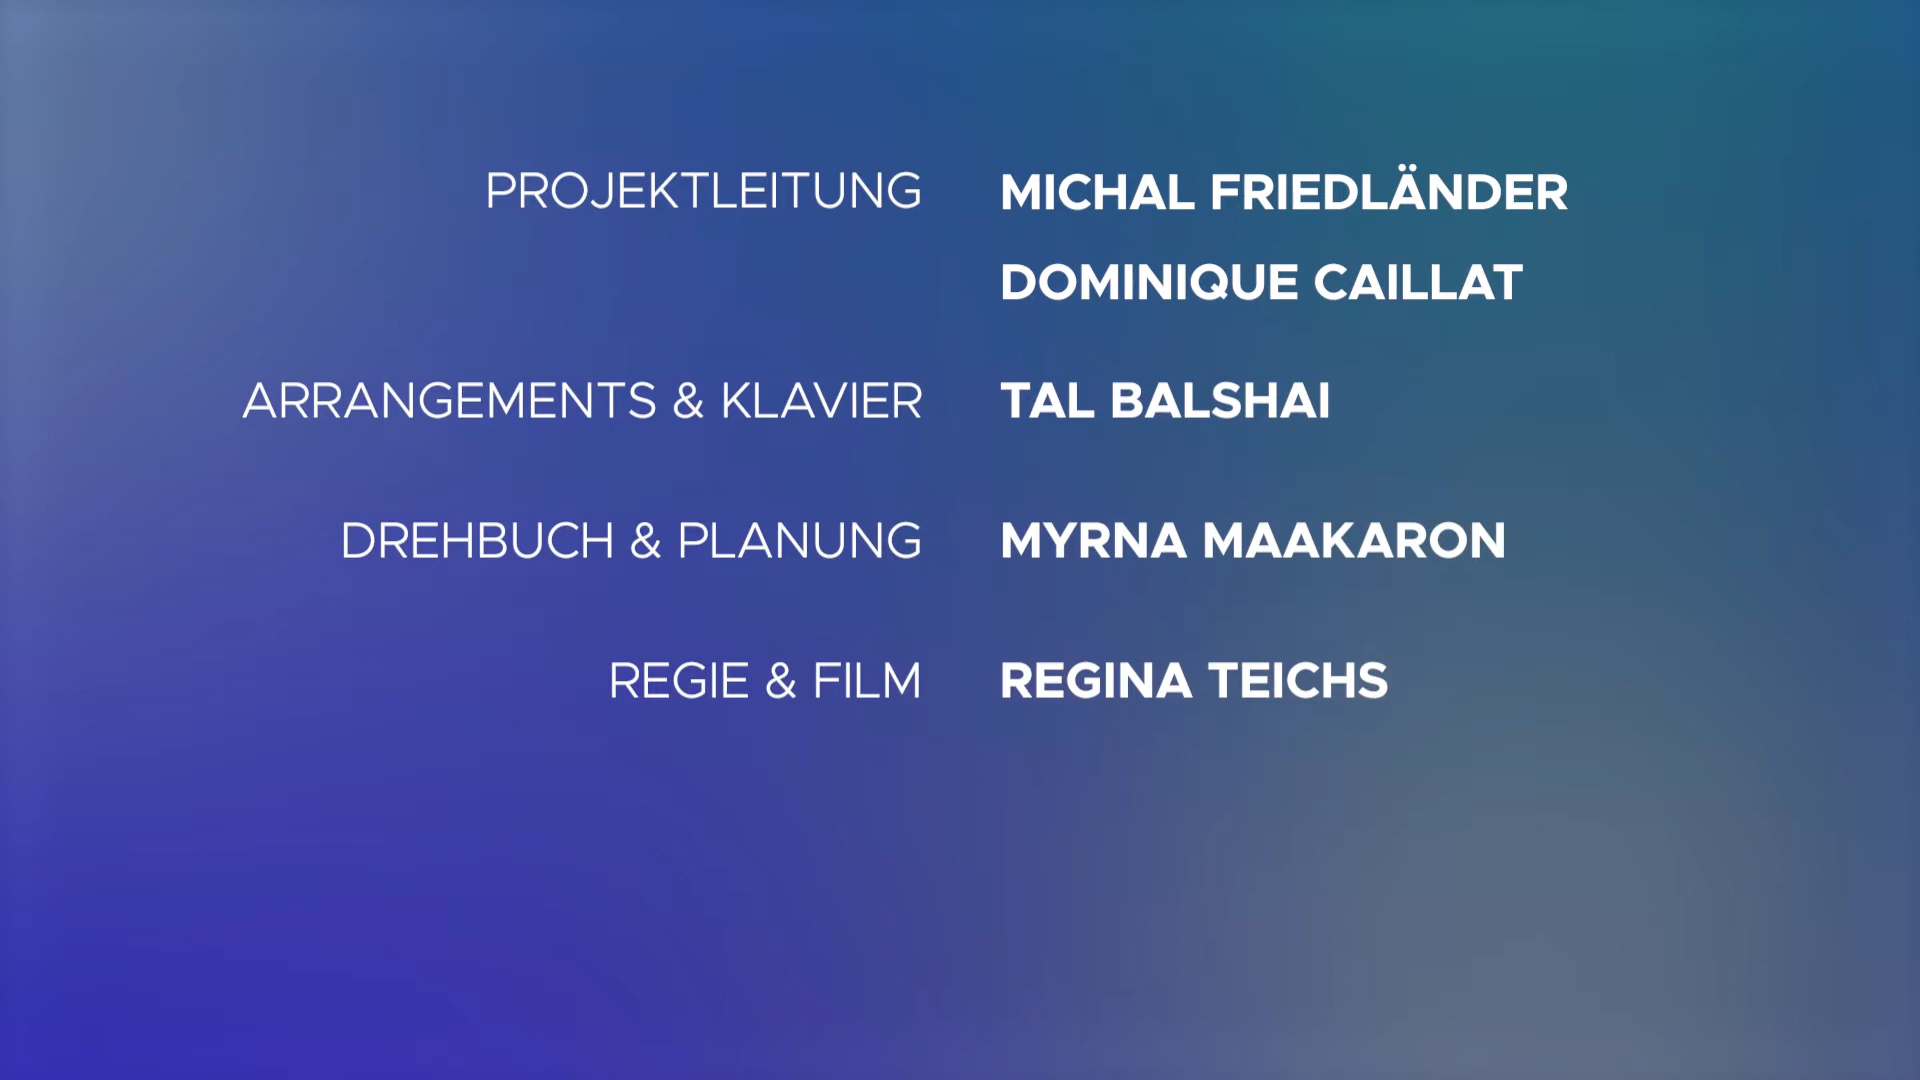 PROJEKTLEITUNG MICHAL FRIEDLÄNDER
DOMINIQUE CAILLAT
ARRANGEMENTS & KLAVIER TAL BALSHAI
DREHBUCH & PLANUNG MYRNA MAAKARON
REGIE & FILM REGINA TEICHS